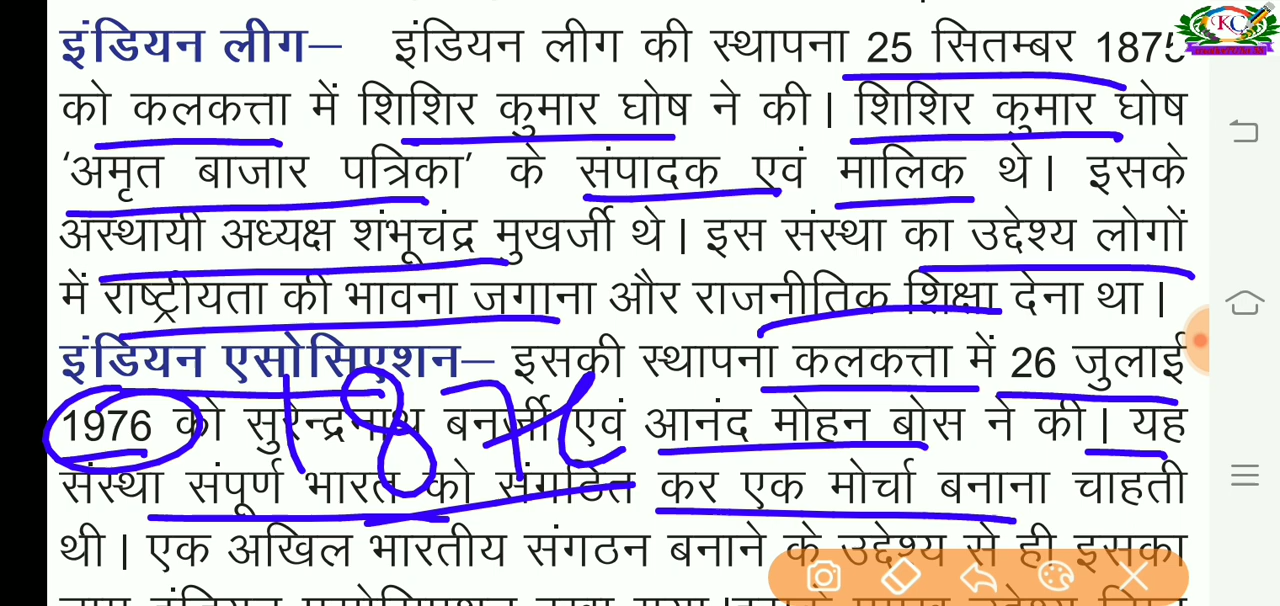 इंडियन लीग– इंडियन लीग की स्थापना 25 सितम्बर 1875
KC
को कलकत्ता में शिशिर कुमार घोष ने की। शिशिर कुमार घोष
'अमृत बाजार पत्रिका' के संपादक एवं मालिक थे। इसके
अस्थायी अध्यक्ष शंभूचंद्र मुखर्जी थे। इस संस्था का उद्देश्य लोगों
में राष्ट्रीयता की भावना जगाना और राजनीतिक शिक्षा देना था।
इंडियन एसोसिएशन– इसकी स्थापना कलकत्ता में 26 जुलाई
1976 को सुरेन्द्रनाथ बनर्जी एवं आनंद मोहन बोस ने की। यह
1876
संस्था संपूर्ण भारत को संगठित कर एक मोर्चा बनाना चाहती
थी। एक अखिल भारतीय संगठन बनाने के उद्देश्य से ही इसका